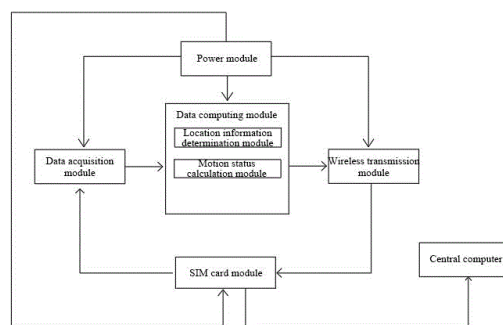 Power module
Data computing module
Location information
determination module
Motion status
calculation module
Data acquisition
module
Wireless transmission
module
SIM card module
Central computer